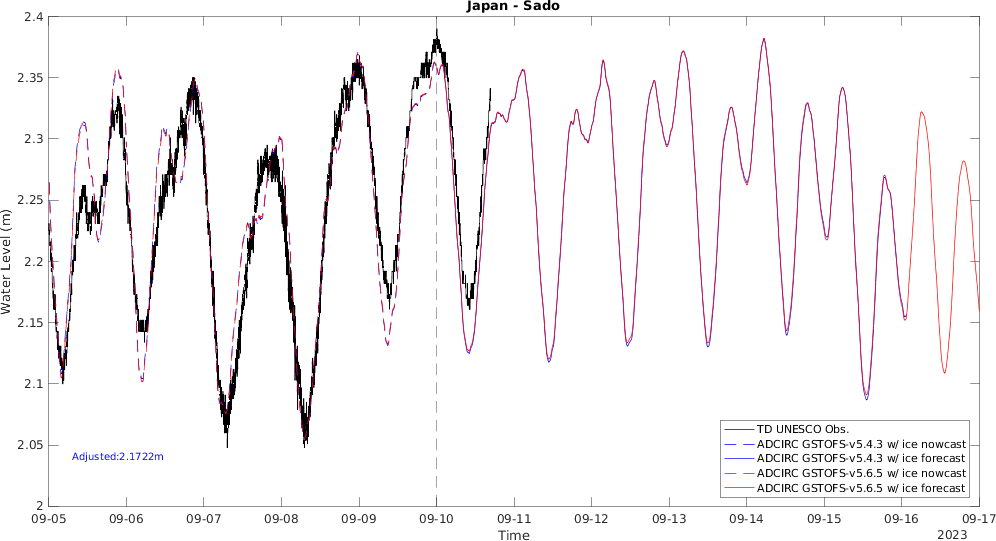 Japan - Sado
Water Level (m)
2.4
2.35
2.3
2.25
2.2
2.15
2.1
2.05
2
Adjusted:2.1722m
TD UNESCO Obs.
ADCIRC GSTOFS-v5.4.3 w/ ice nowcast
ADCIRC GSTOFS-v5.4.3 w/ ice forecast
ADCIRC GSTOFS-v5.6.5 w/ ice nowcast
ADCIRC GSTOFS-v5.6.5 w/ ice forecast
09-05 09-06 09-07 09-08 09-09 09-10 09-11 09-12 09-13 09-14 09-15 09-16 09-17
Time
2023